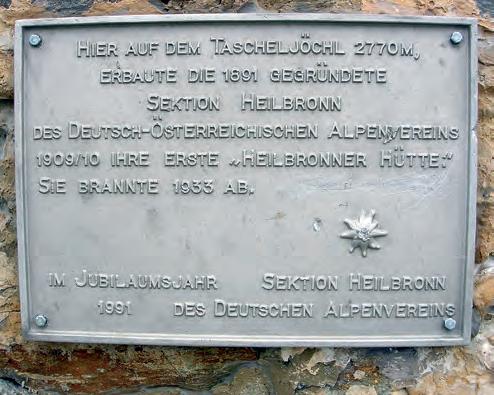 HIER AUF DEM TASCHELJÖCHL 2770M,
ERBAUTE DIE 1891 GEGRÜNDETE
SEKTION HEILBRONN
DES DEUTSCH-ÖSTERREICHISCHEN ALPENVEREINS
1909/10 IHRE ERSTE „HEILBRONNER HÜTTE."
SIE BRANNTE 1933 AB.
IM JUBILAUMSJAHR SEKTION HEILBRONN
1991 DES DEUTSCHEN ALPENVEREINS